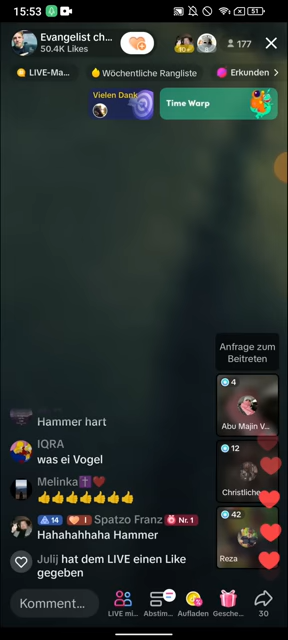 15:53
51
Evangelist ch...
50.4K Likes
177
LIVE-Ma...
Wöchentliche Rangliste
Erkunden
Vielen Dank
Time Warp
Anfrage zum
Beitreten
4
Abu Majin V...
12
Christliche
42
Reza
Hammer hart
IQRA
was ei Vogel
Melinka✝️❤️
👍👍👍👍👍👍👍
14 1 Spatzo Franz Nr. 1
Hahahahhaha Hammer
Julij hat dem LIVE einen Like
gegeben
Komment...
LIVE mi...
Abstim...
Aufladen
Gesche...
30